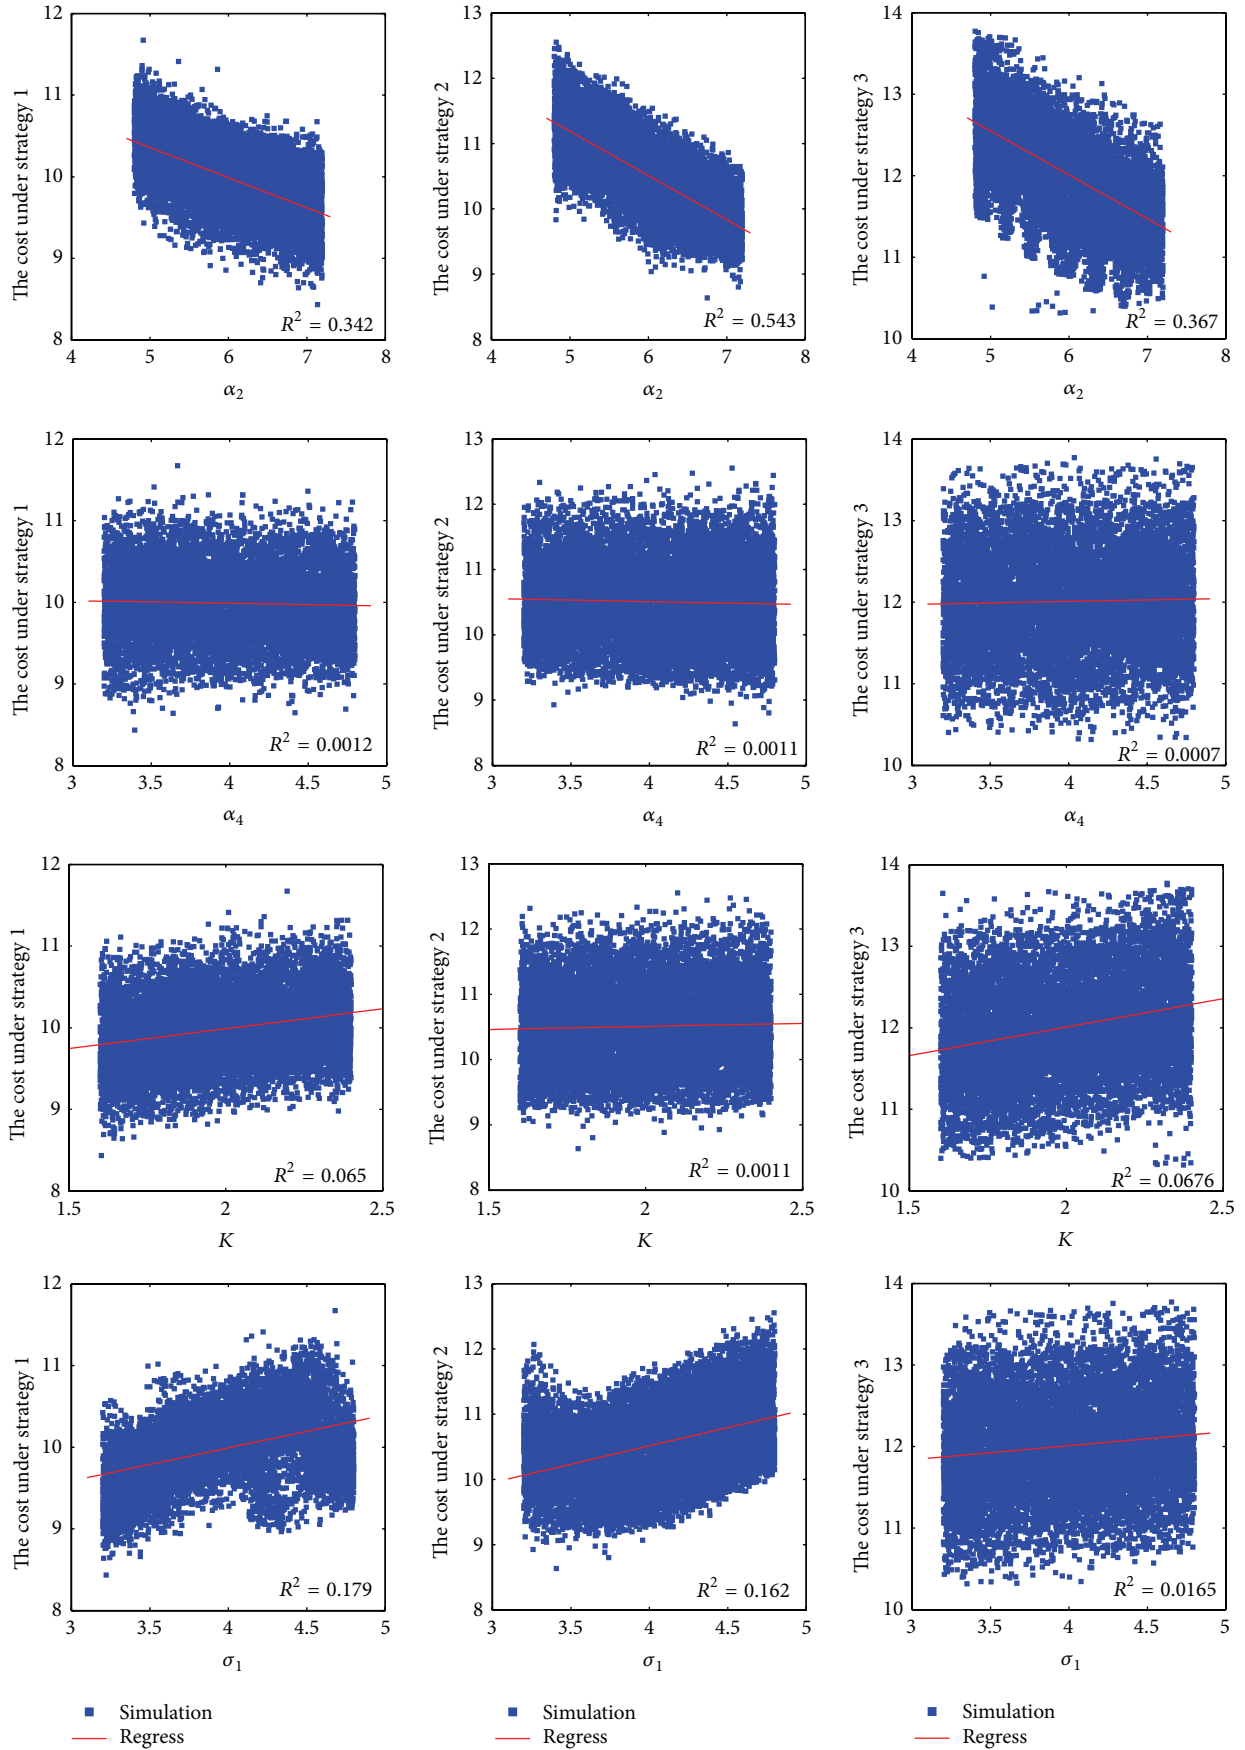 12
11
10
9
8
The cost under strategy 1
R² = 0.342
4 5 6 7 8
α₂
13
12
11
10
9
8
The cost under strategy 2
R² = 0.543
4 5 6 7 8
α₂
14
13
12
11
10
The cost under strategy 3
R² = 0.367
4 5 6 7 8
α₂
12
11
10
9
8
The cost under strategy 1
R² = 0.0012
3 3.5 4 4.5 5
α₄
13
12
11
10
9
8
The cost under strategy 2
R² = 0.0011
3 3.5 4 4.5 5
α₄
14
13
12
11
10
The cost under strategy 3
R² = 0.0007
3 3.5 4 4.5 5
α₄
12
11
10
9
8
The cost under strategy 1
R² = 0.065
1.5 2 2.5
K
13
12
11
10
9
8
The cost under strategy 2
R² = 0.0011
1.5 2 2.5
K
14
13
12
11
10
The cost under strategy 3
R² = 0.0676
1.5 2 2.5
K
12
11
10
9
8
The cost under strategy 1
R² = 0.179
3 3.5 4 4.5 5
σ₁
13
12
11
10
9
8
The cost under strategy 2
R² = 0.162
3 3.5 4 4.5 5
σ₁
14
13
12
11
10
The cost under strategy 3
R² = 0.0165
3 3.5 4 4.5 5
σ₁
Simulation
Regress
Simulation
Regress
Simulation
Regress